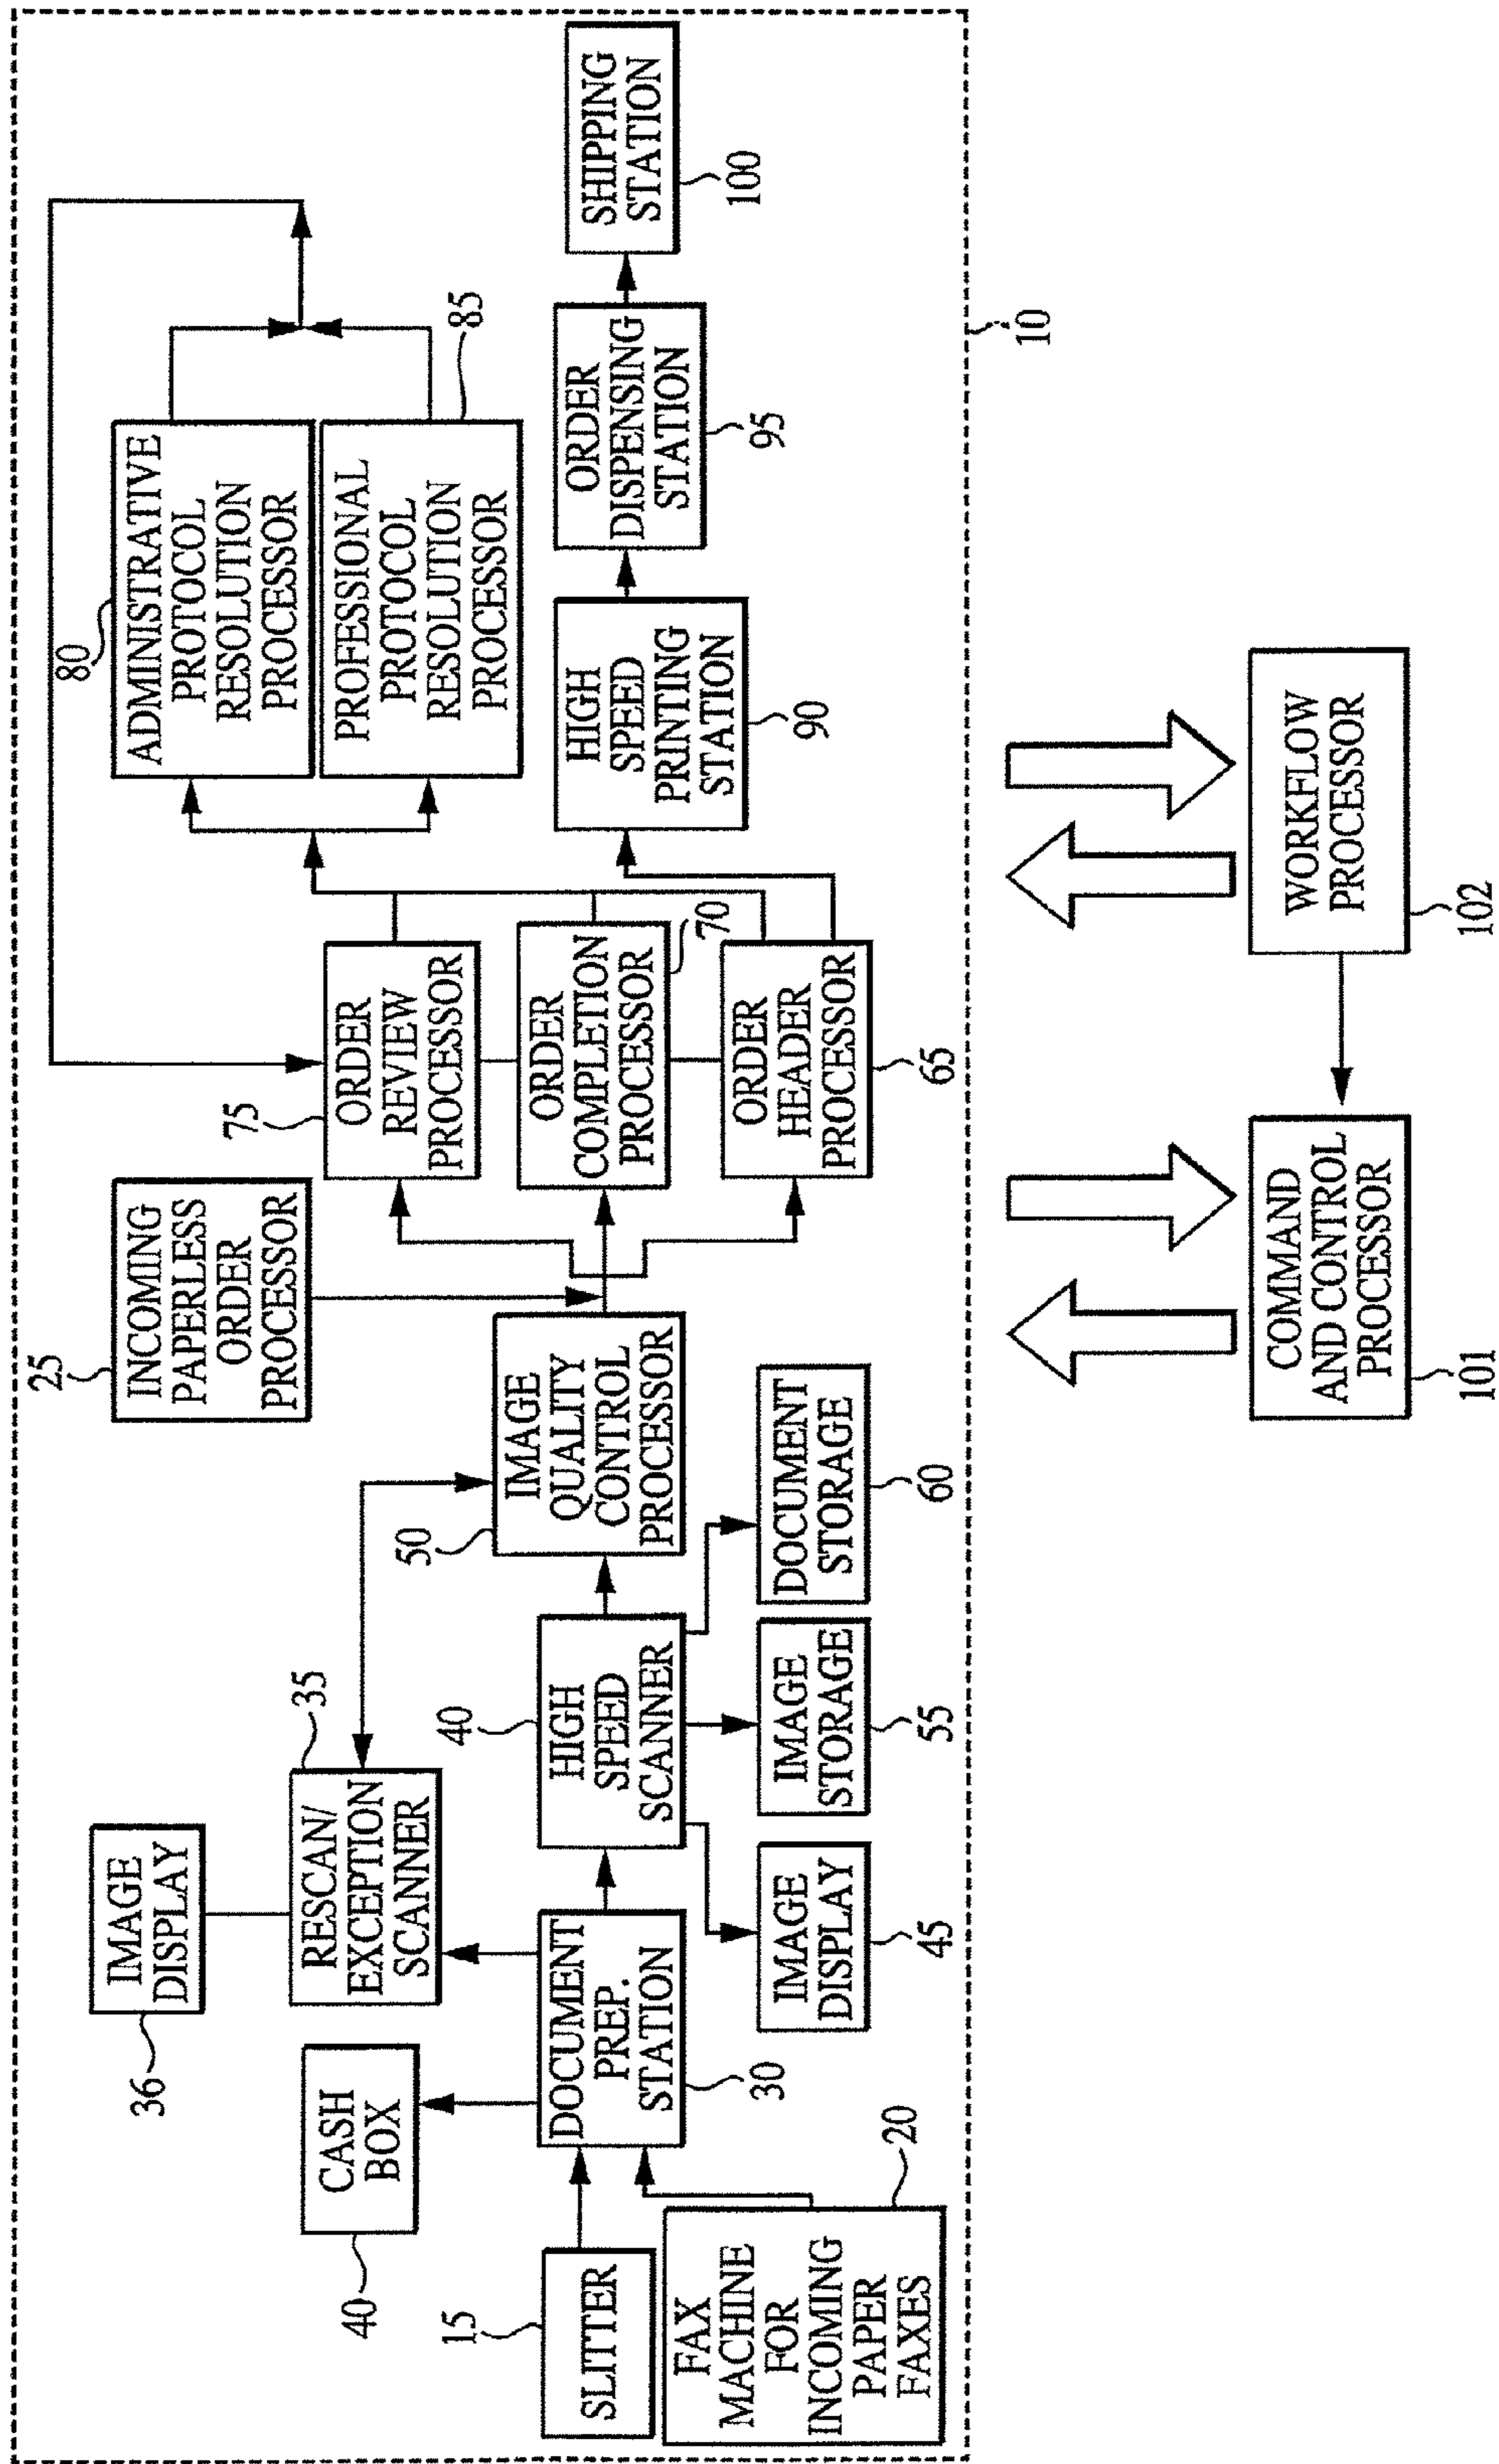 SLITTER
15
FAX
MACHINE
FOR
INCOMING
PAPER
FAXES
20
CASH
BOX
40
DOCUMENT
PREP.
STATION
30
IMAGE
DISPLAY
36
RESCAN/
EXCEPTION
SCANNER
35
HIGH
SPEED
SCANNER
40
IMAGE
DISPLAY
45
IMAGE
STORAGE
55
DOCUMENT
STORAGE
60
IMAGE
QUALITY
CONTROL
PROCESSOR
50
INCOMING
PAPERLESS
ORDER
PROCESSOR
25
ORDER
REVIEW
PROCESSOR
75
ORDER
COMPLETION
PROCESSOR
70
ORDER
HEADER
PROCESSOR
65
ADMINISTRATIVE
PROTOCOL
RESOLUTION
PROCESSOR
80
PROFESSIONAL
PROTOCOL
RESOLUTION
PROCESSOR
85
HIGH
SPEED
PRINTING
STATION
90
ORDER
DISPENSING
STATION
95
SHIPPING
STATION
100
10
COMMAND
AND CONTROL
PROCESSOR
101
WORKFLOW
PROCESSOR
102